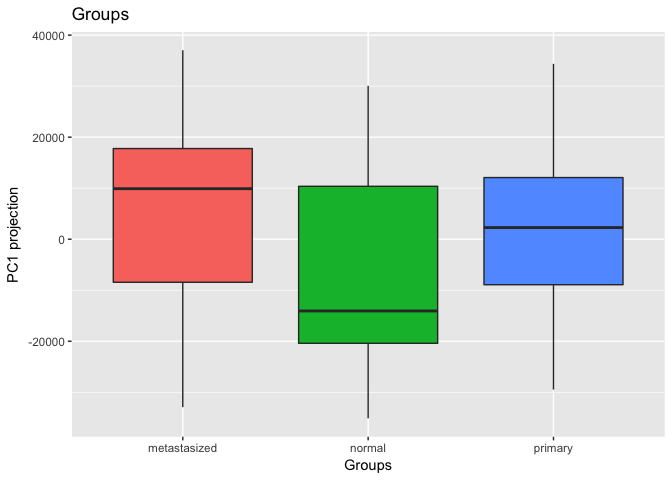 Groups
40000
20000
0
-20000
PC1 projection
metastasized normal primary
Groups